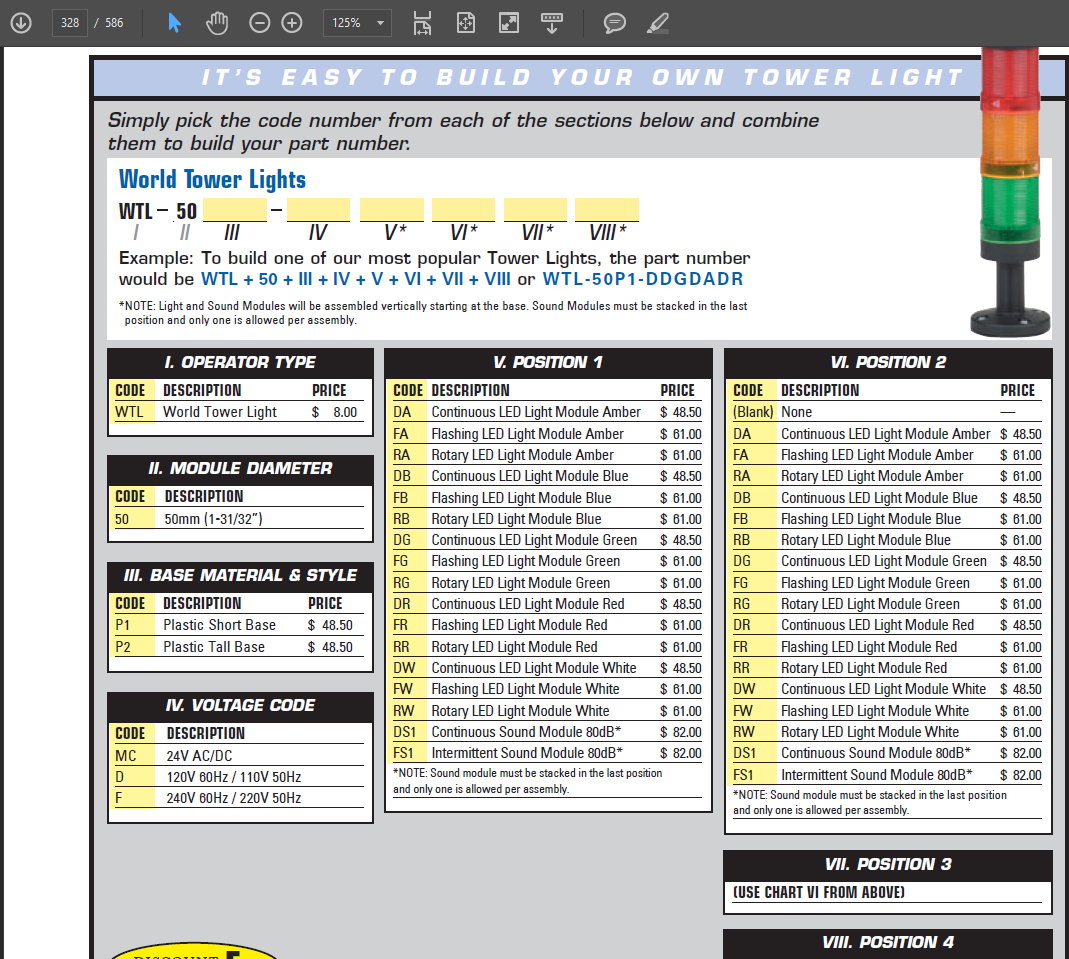 328 / 586
125%
IT'S EASY TO BUILD YOUR OWN TOWER LIGHT
Simply pick the code number from each of the sections below and combine
them to build your part number.
World Tower Lights
WTL – 50 –
I II III IV V* VI* VII* VIII*
Example: To build one of our most popular Tower Lights, the part number
would be WTL + 50 + III + IV + V + VI + VII + VIII or WTL-50P1-DDGDADR
*NOTE: Light and Sound Modules will be assembled vertically starting at the base. Sound Modules must be stacked in the last
position and only one is allowed per assembly.
I. OPERATOR TYPE
CODE DESCRIPTION PRICE
WTL World Tower Light $ 8.00
II. MODULE DIAMETER
CODE DESCRIPTION
50 50mm (1-31/32")
III. BASE MATERIAL & STYLE
CODE DESCRIPTION PRICE
P1 Plastic Short Base $ 48.50
P2 Plastic Tall Base $ 48.50
IV. VOLTAGE CODE
CODE DESCRIPTION
MC 24V AC/DC
D 120V 60Hz / 110V 50Hz
F 240V 60Hz / 220V 50Hz
V. POSITION 1
CODE DESCRIPTION PRICE
DA Continuous LED Light Module Amber $ 48.50
FA Flashing LED Light Module Amber $ 61.00
RA Rotary LED Light Module Amber $ 61.00
DB Continuous LED Light Module Blue $ 48.50
FB Flashing LED Light Module Blue $ 61.00
RB Rotary LED Light Module Blue $ 61.00
DG Continuous LED Light Module Green $ 48.50
FG Flashing LED Light Module Green $ 61.00
RG Rotary LED Light Module Green $ 61.00
DR Continuous LED Light Module Red $ 48.50
FR Flashing LED Light Module Red $ 61.00
RR Rotary LED Light Module Red $ 61.00
DW Continuous LED Light Module White $ 48.50
FW Flashing LED Light Module White $ 61.00
RW Rotary LED Light Module White $ 61.00
DS1 Continuous Sound Module 80dB* $ 82.00
FS1 Intermittent Sound Module 80dB* $ 82.00
*NOTE: Sound module must be stacked in the last position
and only one is allowed per assembly.
VI. POSITION 2
CODE DESCRIPTION PRICE
(Blank) None —
DA Continuous LED Light Module Amber $ 48.50
FA Flashing LED Light Module Amber $ 61.00
RA Rotary LED Light Module Amber $ 61.00
DB Continuous LED Light Module Blue $ 48.50
FB Flashing LED Light Module Blue $ 61.00
RB Rotary LED Light Module Blue $ 61.00
DG Continuous LED Light Module Green $ 48.50
FG Flashing LED Light Module Green $ 61.00
RG Rotary LED Light Module Green $ 61.00
DR Continuous LED Light Module Red $ 48.50
FR Flashing LED Light Module Red $ 61.00
RR Rotary LED Light Module Red $ 61.00
DW Continuous LED Light Module White $ 48.50
FW Flashing LED Light Module White $ 61.00
RW Rotary LED Light Module White $ 61.00
DS1 Continuous Sound Module 80dB* $ 82.00
FS1 Intermittent Sound Module 80dB* $ 82.00
*NOTE: Sound module must be stacked in the last position
and only one is allowed per assembly.
VII. POSITION 3
(USE CHART VI FROM ABOVE)
VIII. POSITION 4
DISCOUNT